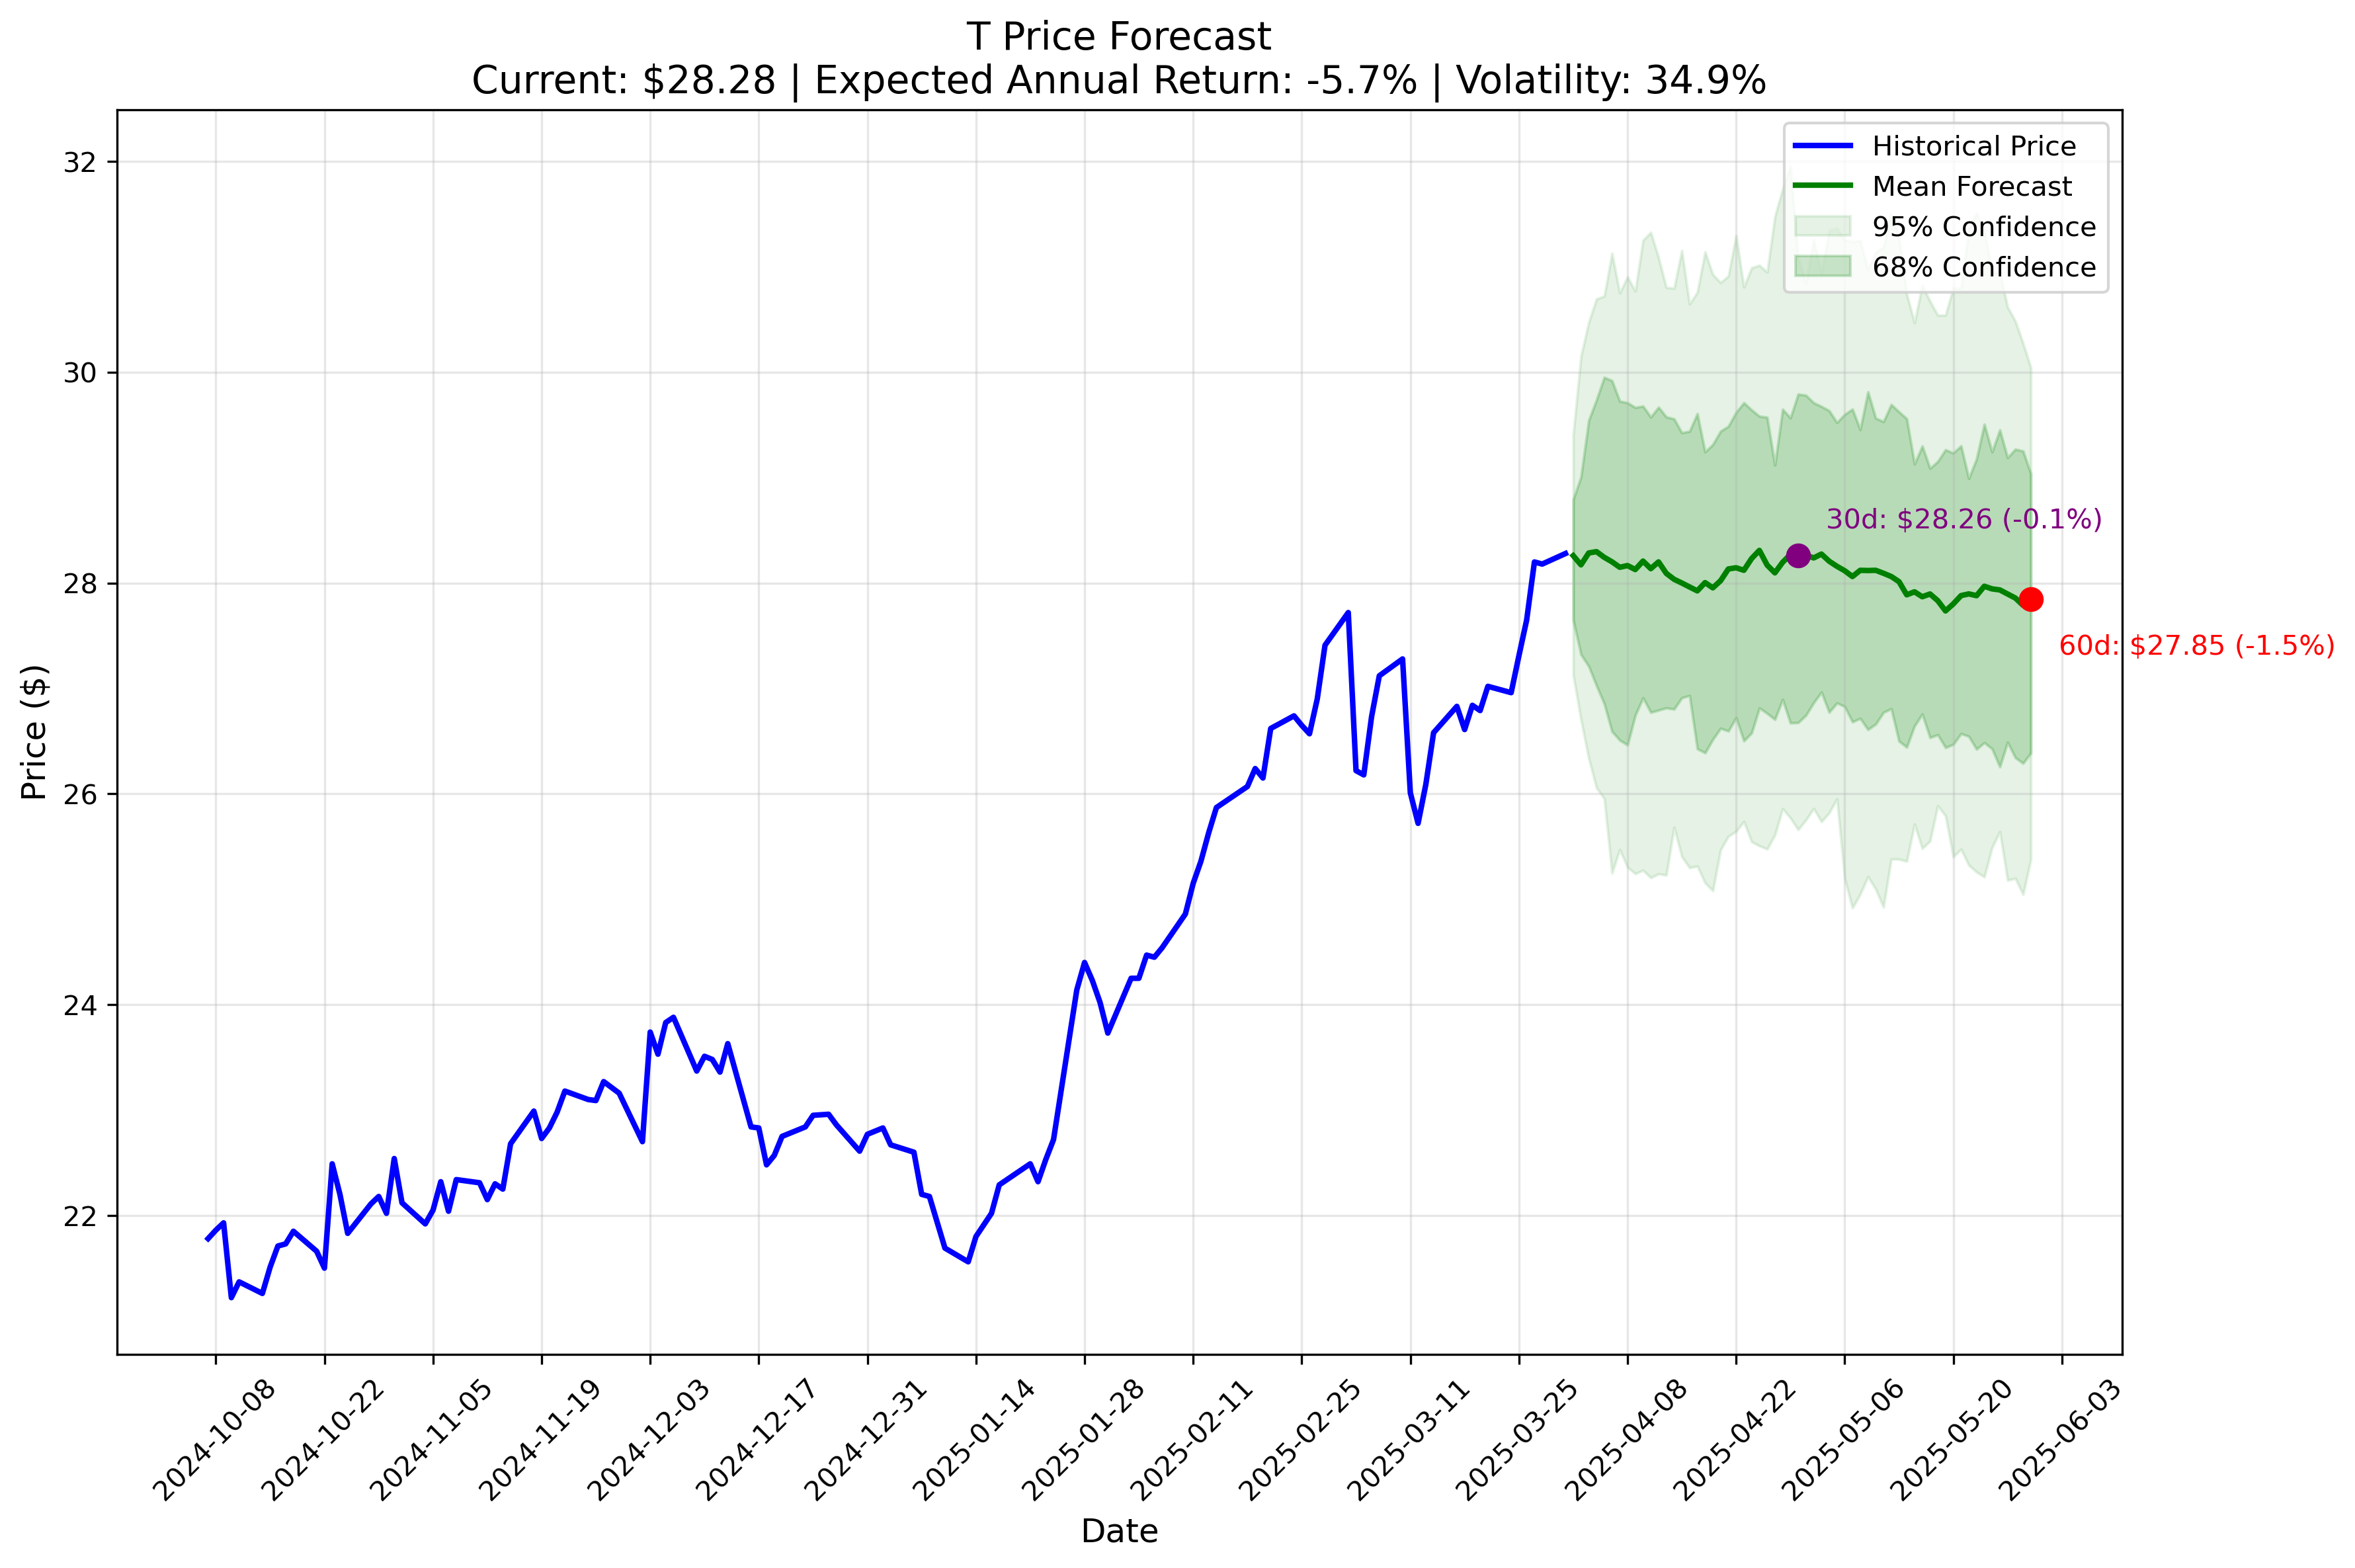 T Price Forecast
Current: $28.28 | Expected Annual Return: -5.7% | Volatility: 34.9%
Historical Price
Mean Forecast
95% Confidence
68% Confidence
Price ($)
32
30
28
26
24
22
30d: $28.26 (-0.1%)
60d: $27.85 (-1.5%)
2024-10-08
2024-10-22
2024-11-05
2024-11-19
2024-12-03
2024-12-17
2024-12-31
2025-01-14
2025-01-28
2025-02-11
2025-02-25
2025-03-11
2025-03-25
2025-04-08
2025-04-22
2025-05-06
2025-05-20
2025-06-03
Date